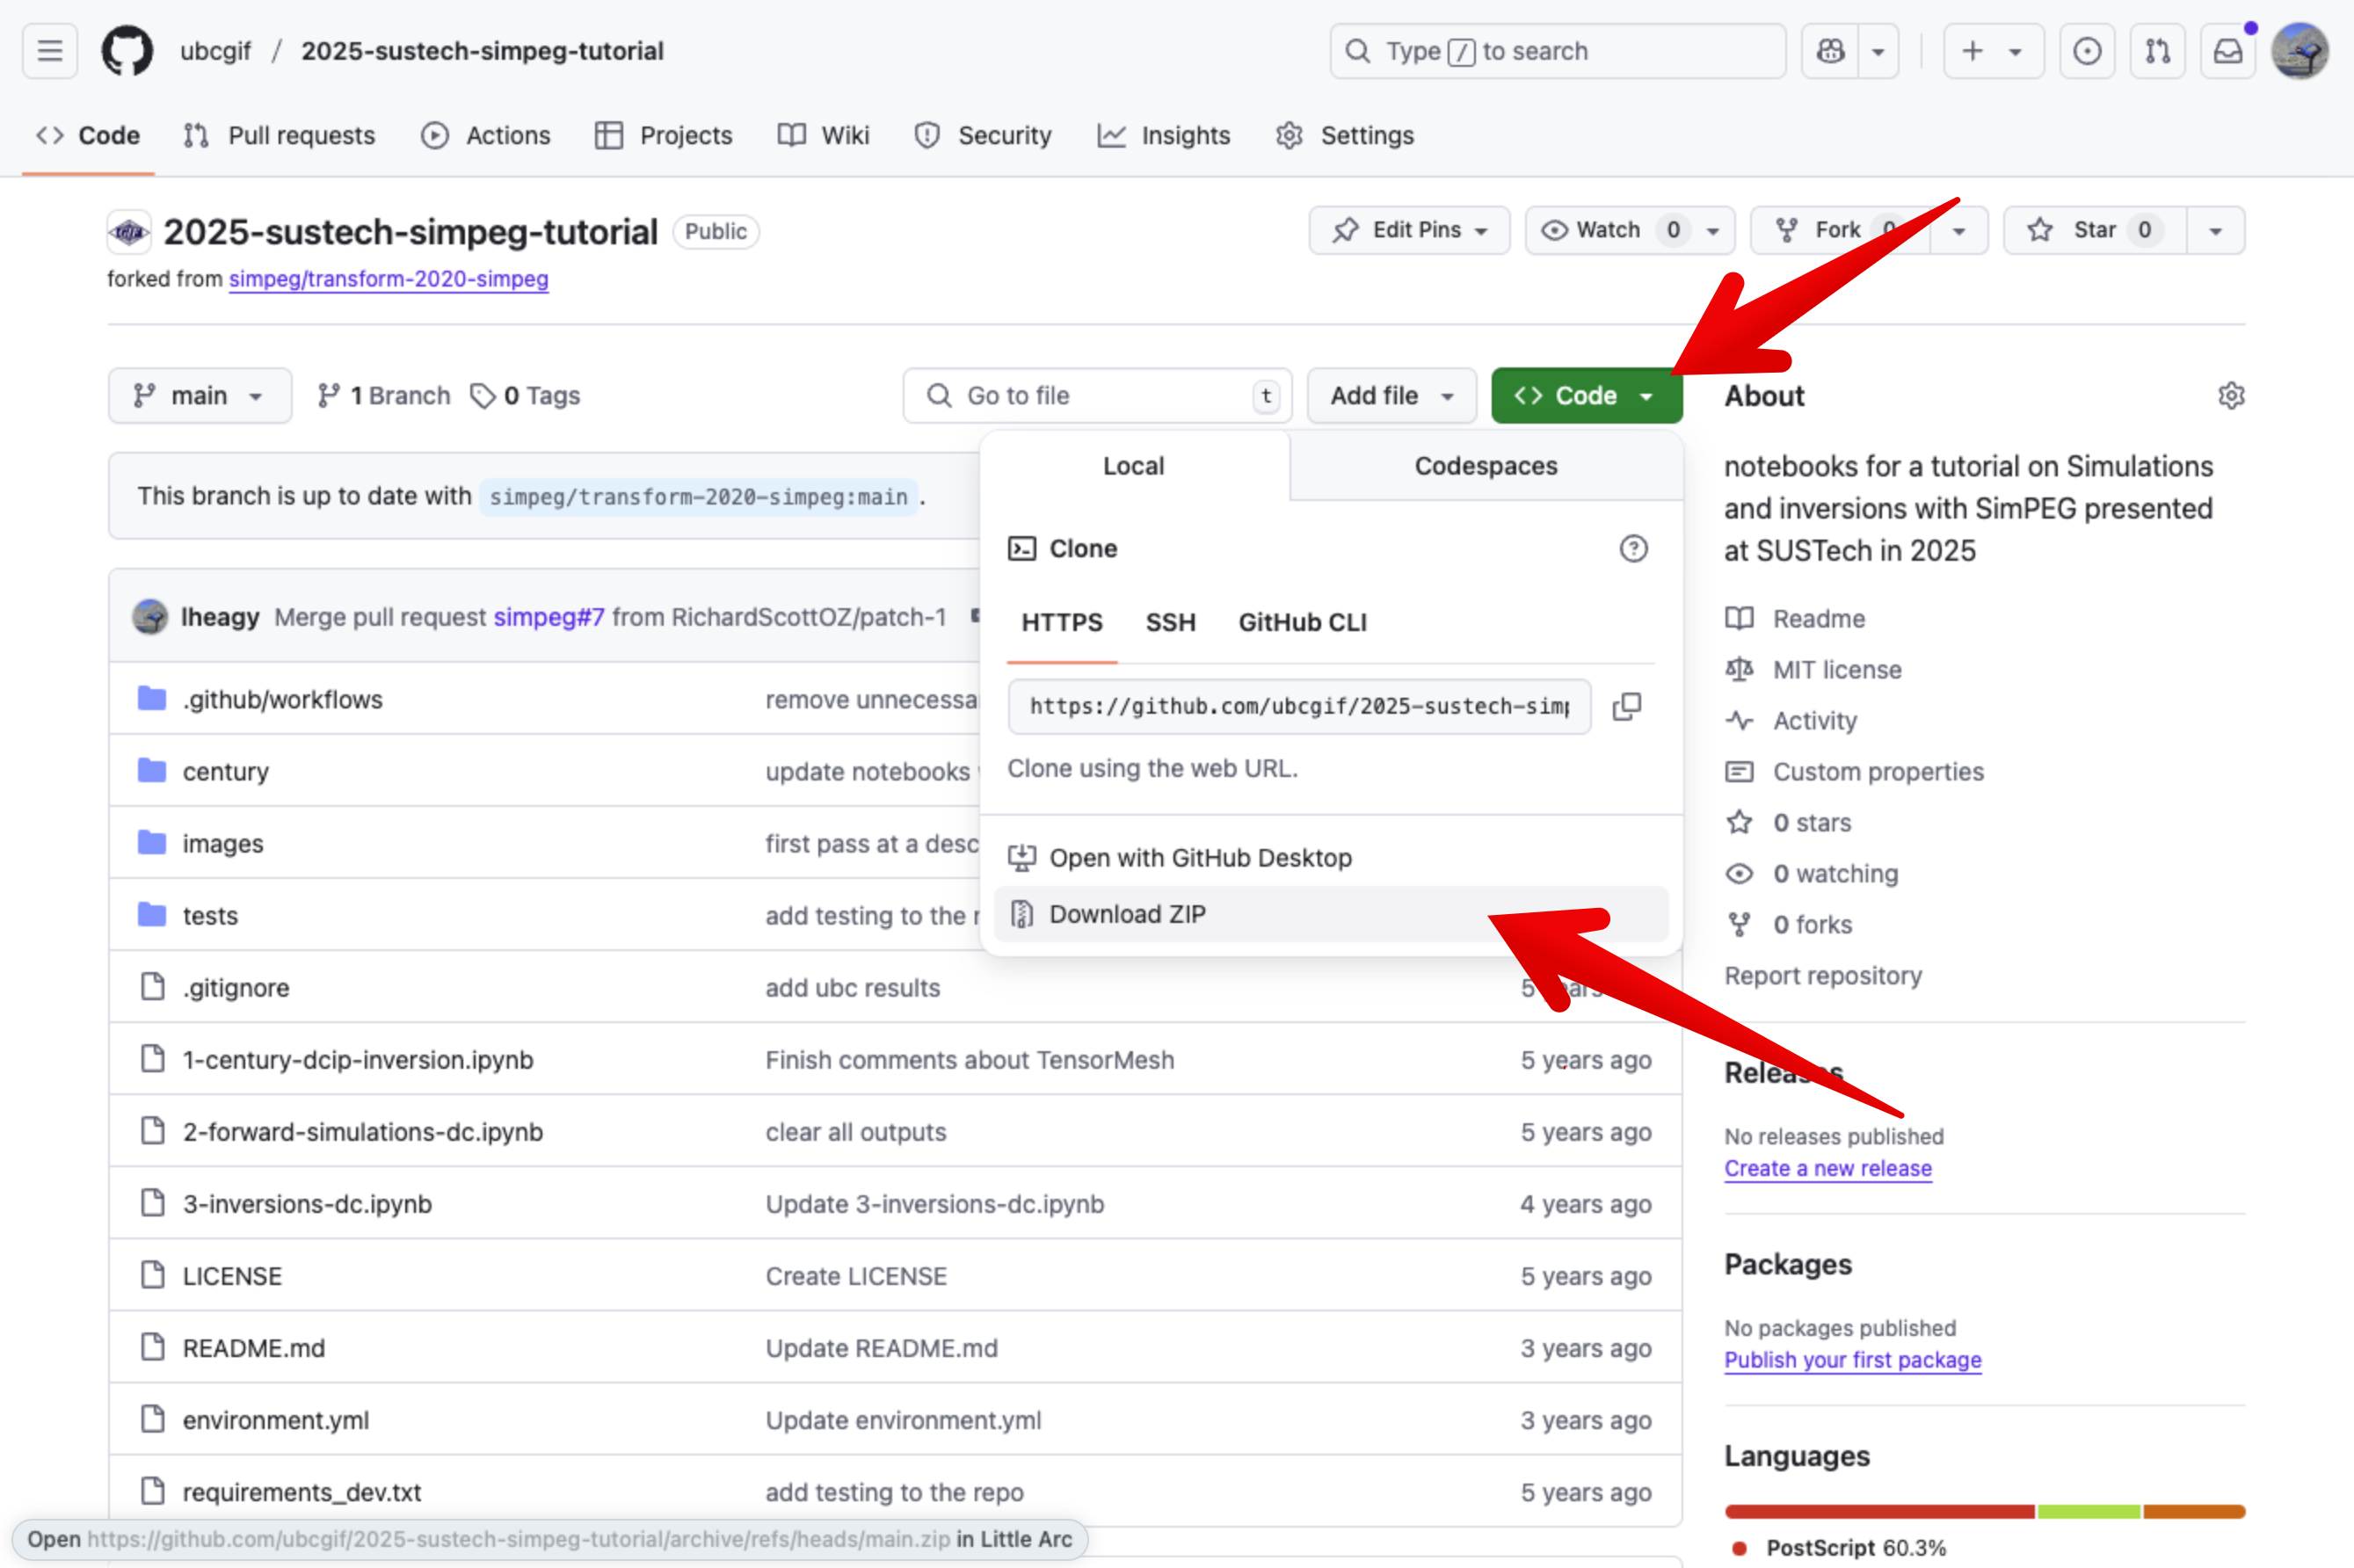 ubcgif / 2025-sustech-simpeg-tutorial
Type / to search
Code Pull requests Actions Projects Wiki Security Insights Settings
2025-sustech-simpeg-tutorial Public
Edit Pins Watch 0 Fork Star 0
forked from simpeg/transform-2020-simpeg
main 1 Branch 0 Tags
Go to file t
Add file
Code
This branch is up to date with simpeg/transform-2020-simpeg:main .
Local Codespaces
Clone
HTTPS SSH GitHub CLI
https://github.com/ubcgif/2025-sustech-sim
Clone using the web URL.
Open with GitHub Desktop
Download ZIP
lheagy Merge pull request simpeg#7 from RichardScottOZ/patch-1
.github/workflows remove unnecessa
century update notebooks
images first pass at a desc
tests add testing to the
.gitignore add ubc results 5
1-century-dcip-inversion.ipynb Finish comments about TensorMesh 5 years ago
2-forward-simulations-dc.ipynb clear all outputs 5 years ago
3-inversions-dc.ipynb Update 3-inversions-dc.ipynb 4 years ago
LICENSE Create LICENSE 5 years ago
README.md Update README.md 3 years ago
environment.yml Update environment.yml 3 years ago
requirements_dev.txt add testing to the repo 5 years ago
Open https://github.com/ubcgif/2025-sustech-simpeg-tutorial/archive/refs/heads/main.zip in Little Arc
About
notebooks for a tutorial on Simulations
and inversions with SimPEG presented
at SUSTech in 2025
Readme
MIT license
Activity
Custom properties
0 stars
0 watching
0 forks
Report repository
Releases
No releases published
Create a new release
Packages
No packages published
Publish your first package
Languages
PostScript 60.3%